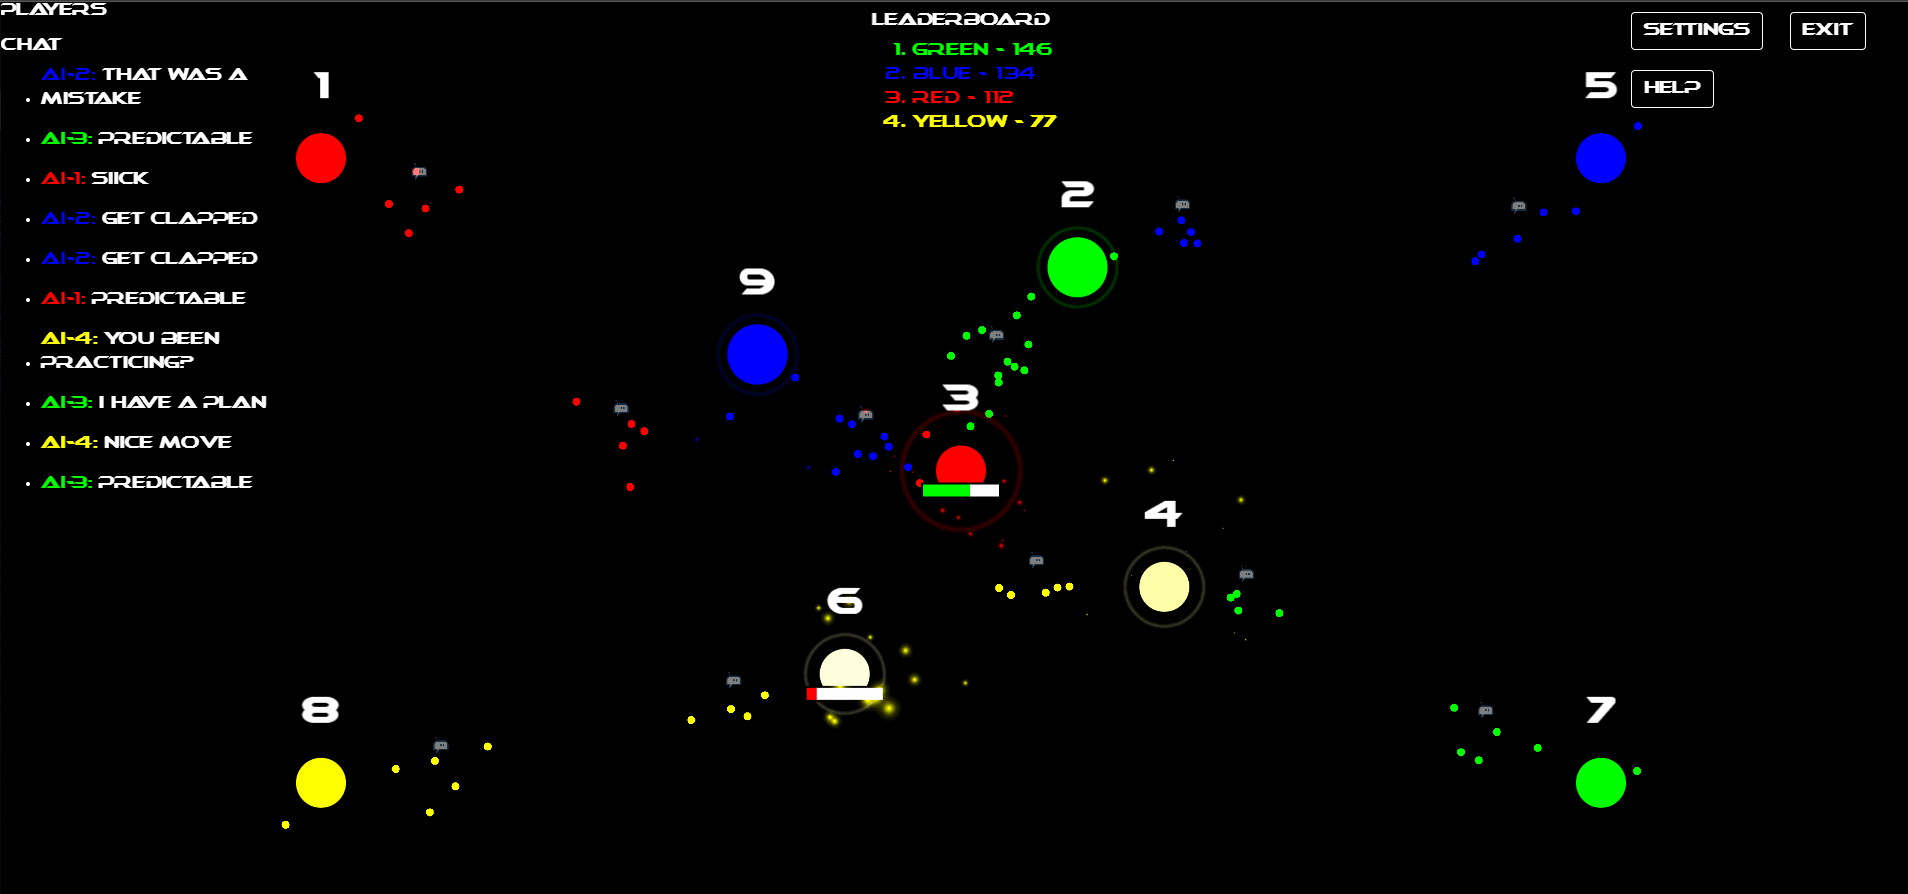 PLAYERS
CHAT
AI-2: THAT WAS A
MISTAKE
AI-3: PREDICTABLE
AI-1: SIICK
AI-2: GET CLAPPED
AI-2: GET CLAPPED
AI-1: PREDICTABLE
AI-4: YOU BEEN
PRACTICING?
AI-3: I HAVE A PLAN
AI-4: NICE MOVE
AI-3: PREDICTABLE
LEADERBOARD
1. GREEN - 146
2. BLUE - 134
3. RED - 112
4. YELLOW - 77
SETTINGS
EXIT
HELP
1
5
2
9
3
4
6
8
7